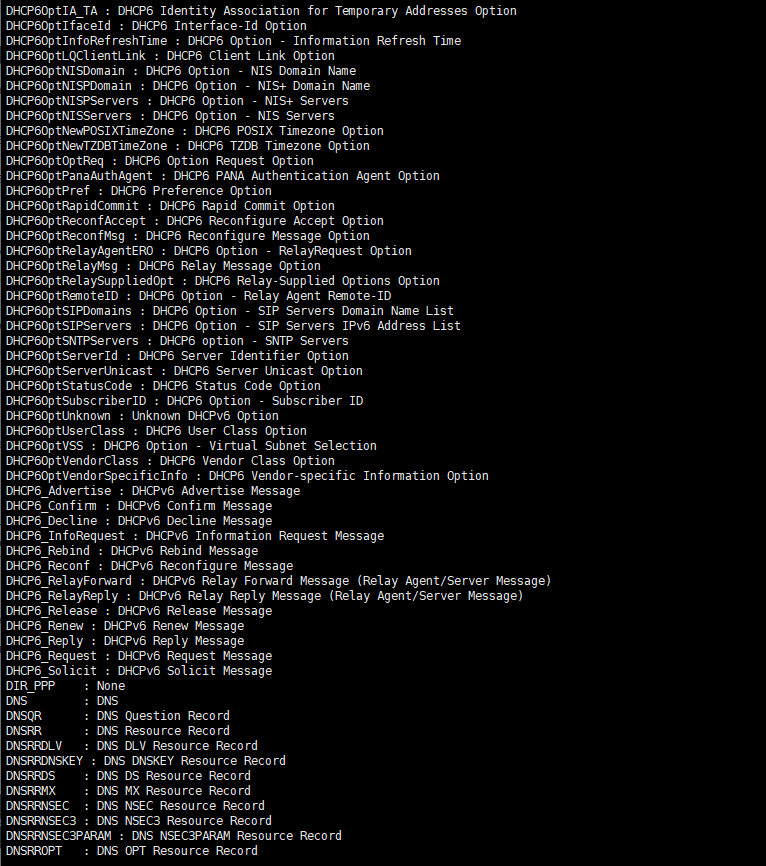 DHCP6OptIA_TA : DHCP6 Identity Association for Temporary Addresses Option
DHCP6OptIfaceId : DHCP6 Interface-Id Option
DHCP6OptInfoRefreshTime : DHCP6 Option - Information Refresh Time
DHCP6OptLQClientLink : DHCP6 Client Link Option
DHCP6OptNISDomain : DHCP6 Option - NIS Domain Name
DHCP6OptNISPDomain : DHCP6 Option - NIS+ Domain Name
DHCP6OptNISPServers : DHCP6 Option - NIS+ Servers
DHCP6OptNISServers : DHCP6 Option - NIS Servers
DHCP6OptNewPOSIXTimeZone : DHCP6 POSIX Timezone Option
DHCP6OptNewTZDBTimeZone : DHCP6 TZDB Timezone Option
DHCP6OptOptReq : DHCP6 Option Request Option
DHCP6OptPanaAuthAgent : DHCP6 PANA Authentication Agent Option
DHCP6OptPref : DHCP6 Preference Option
DHCP6OptRapidCommit : DHCP6 Rapid Commit Option
DHCP6OptReconfAccept : DHCP6 Reconfigure Accept Option
DHCP6OptReconfMsg : DHCP6 Reconfigure Message Option
DHCP6OptRelayAgentERO : DHCP6 Option - RelayRequest Option
DHCP6OptRelayMsg : DHCP6 Relay Message Option
DHCP6OptRelaySuppliedOpt : DHCP6 Relay-Supplied Options Option
DHCP6OptRemoteID : DHCP6 Option - Relay Agent Remote-ID
DHCP6OptSIPDomains : DHCP6 Option - SIP Servers Domain Name List
DHCP6OptSIPServers : DHCP6 Option - SIP Servers IPv6 Address List
DHCP6OptSNTPServers : DHCP6 option - SNTP Servers
DHCP6OptServerId : DHCP6 Server Identifier Option
DHCP6OptServerUnicast : DHCP6 Server Unicast Option
DHCP6OptStatusCode : DHCP6 Status Code Option
DHCP6OptSubscriberID : DHCP6 Option - Subscriber ID
DHCP6OptUnknown : Unknown DHCPv6 Option
DHCP6OptUserClass : DHCP6 User Class Option
DHCP6OptVSS : DHCP6 Option - Virtual Subnet Selection
DHCP6OptVendorClass : DHCP6 Vendor Class Option
DHCP6OptVendorSpecificInfo : DHCP6 Vendor-specific Information Option
DHCP6_Advertise : DHCPv6 Advertise Message
DHCP6_Confirm : DHCPv6 Confirm Message
DHCP6_Decline : DHCPv6 Decline Message
DHCP6_InfoRequest : DHCPv6 Information Request Message
DHCP6_Rebind : DHCPv6 Rebind Message
DHCP6_Reconf : DHCPv6 Reconfigure Message
DHCP6_RelayForward : DHCPv6 Relay Forward Message (Relay Agent/Server Message)
DHCP6_RelayReply : DHCPv6 Relay Reply Message (Relay Agent/Server Message)
DHCP6_Release : DHCPv6 Release Message
DHCP6_Renew : DHCPv6 Renew Message
DHCP6_Reply : DHCPv6 Reply Message
DHCP6_Request : DHCPv6 Request Message
DHCP6_Solicit : DHCPv6 Solicit Message
DIR_PPP    : None
DNS        : DNS
DNSQR      : DNS Question Record
DNSRR      : DNS Resource Record
DNSRRDLV   : DNS DLV Resource Record
DNSRRDNSKEY : DNS DNSKEY Resource Record
DNSRRDS    : DNS DS Resource Record
DNSRRMX    : DNS MX Resource Record
DNSRRNSEC  : DNS NSEC Resource Record
DNSRRNSEC3 : DNS NSEC3 Resource Record
DNSRRNSEC3PARAM : DNS NSEC3PARAM Resource Record
DNSRROPT   : DNS OPT Resource Record